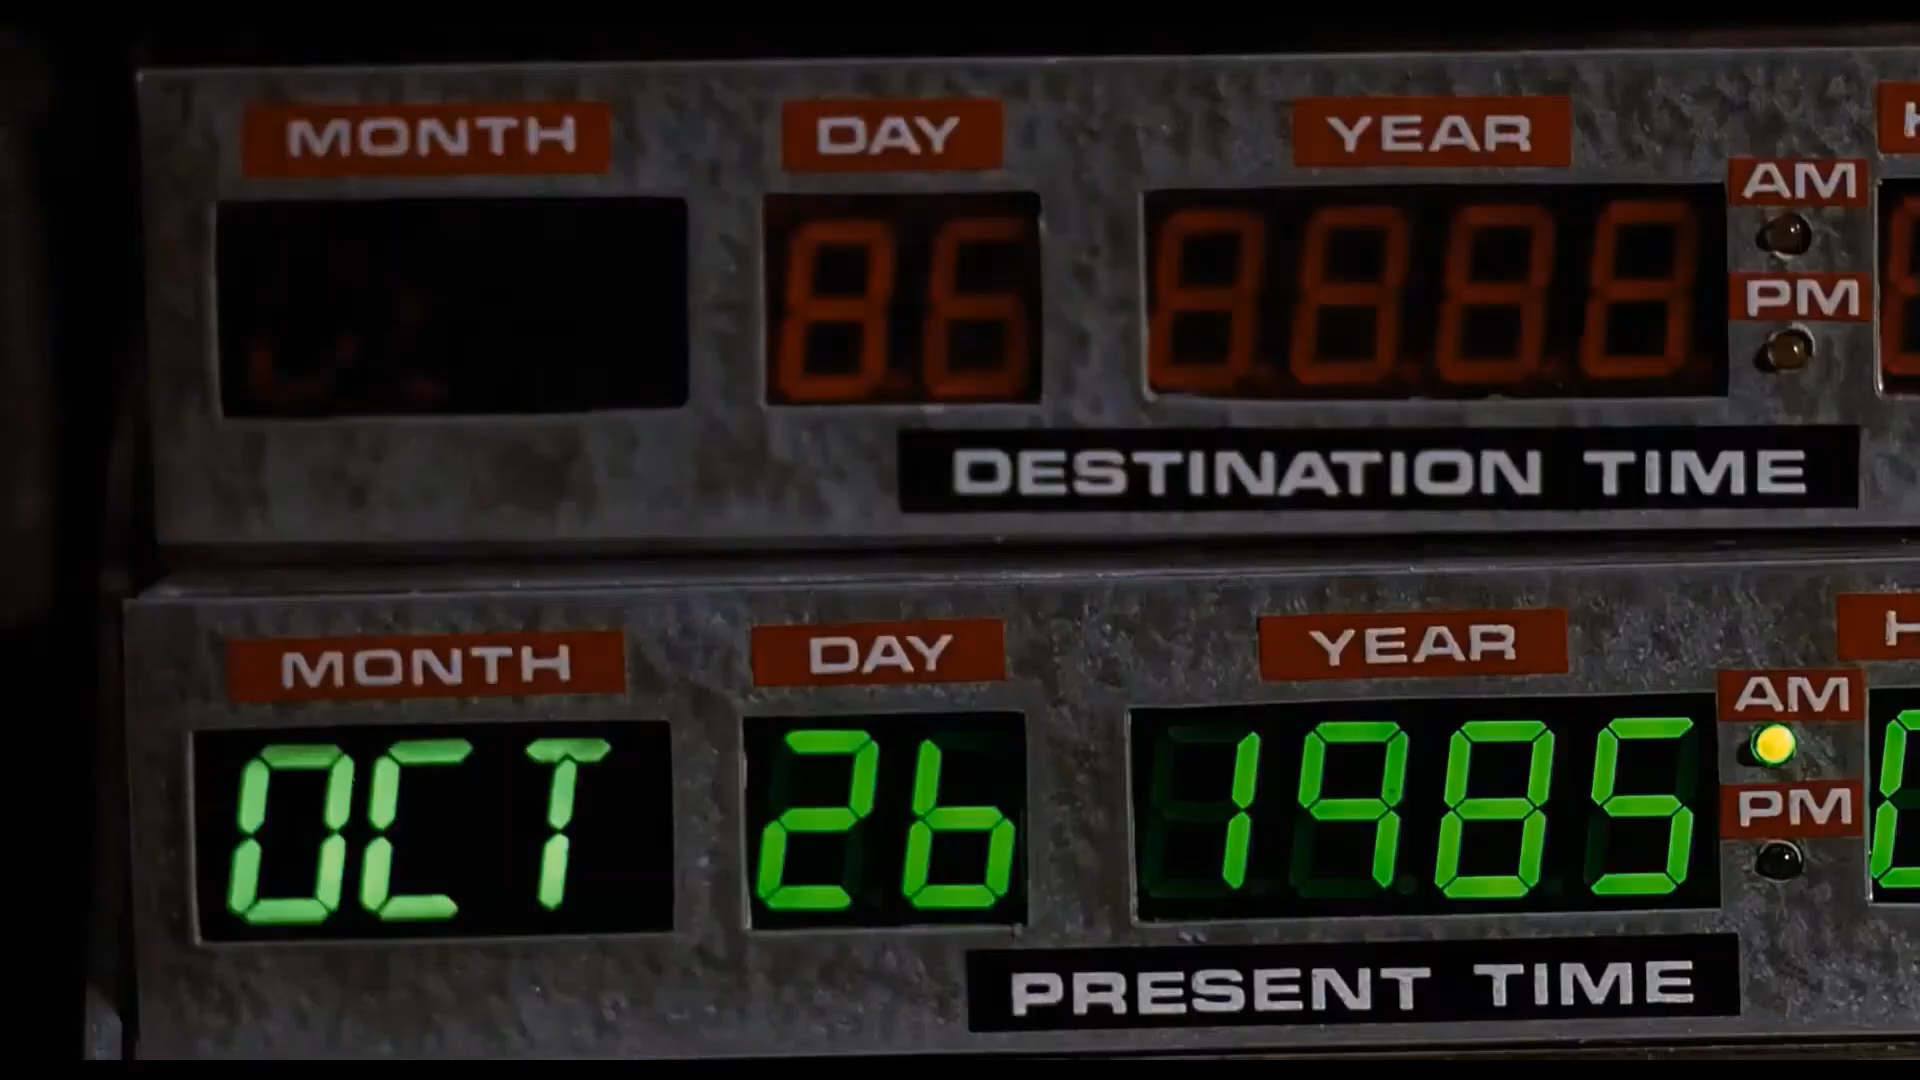 MONTH DAY YEAR
AM
PM
DESTINATION TIME
MONTH DAY YEAR
AM
OCT 26 1985
PM
PRESENT TIME